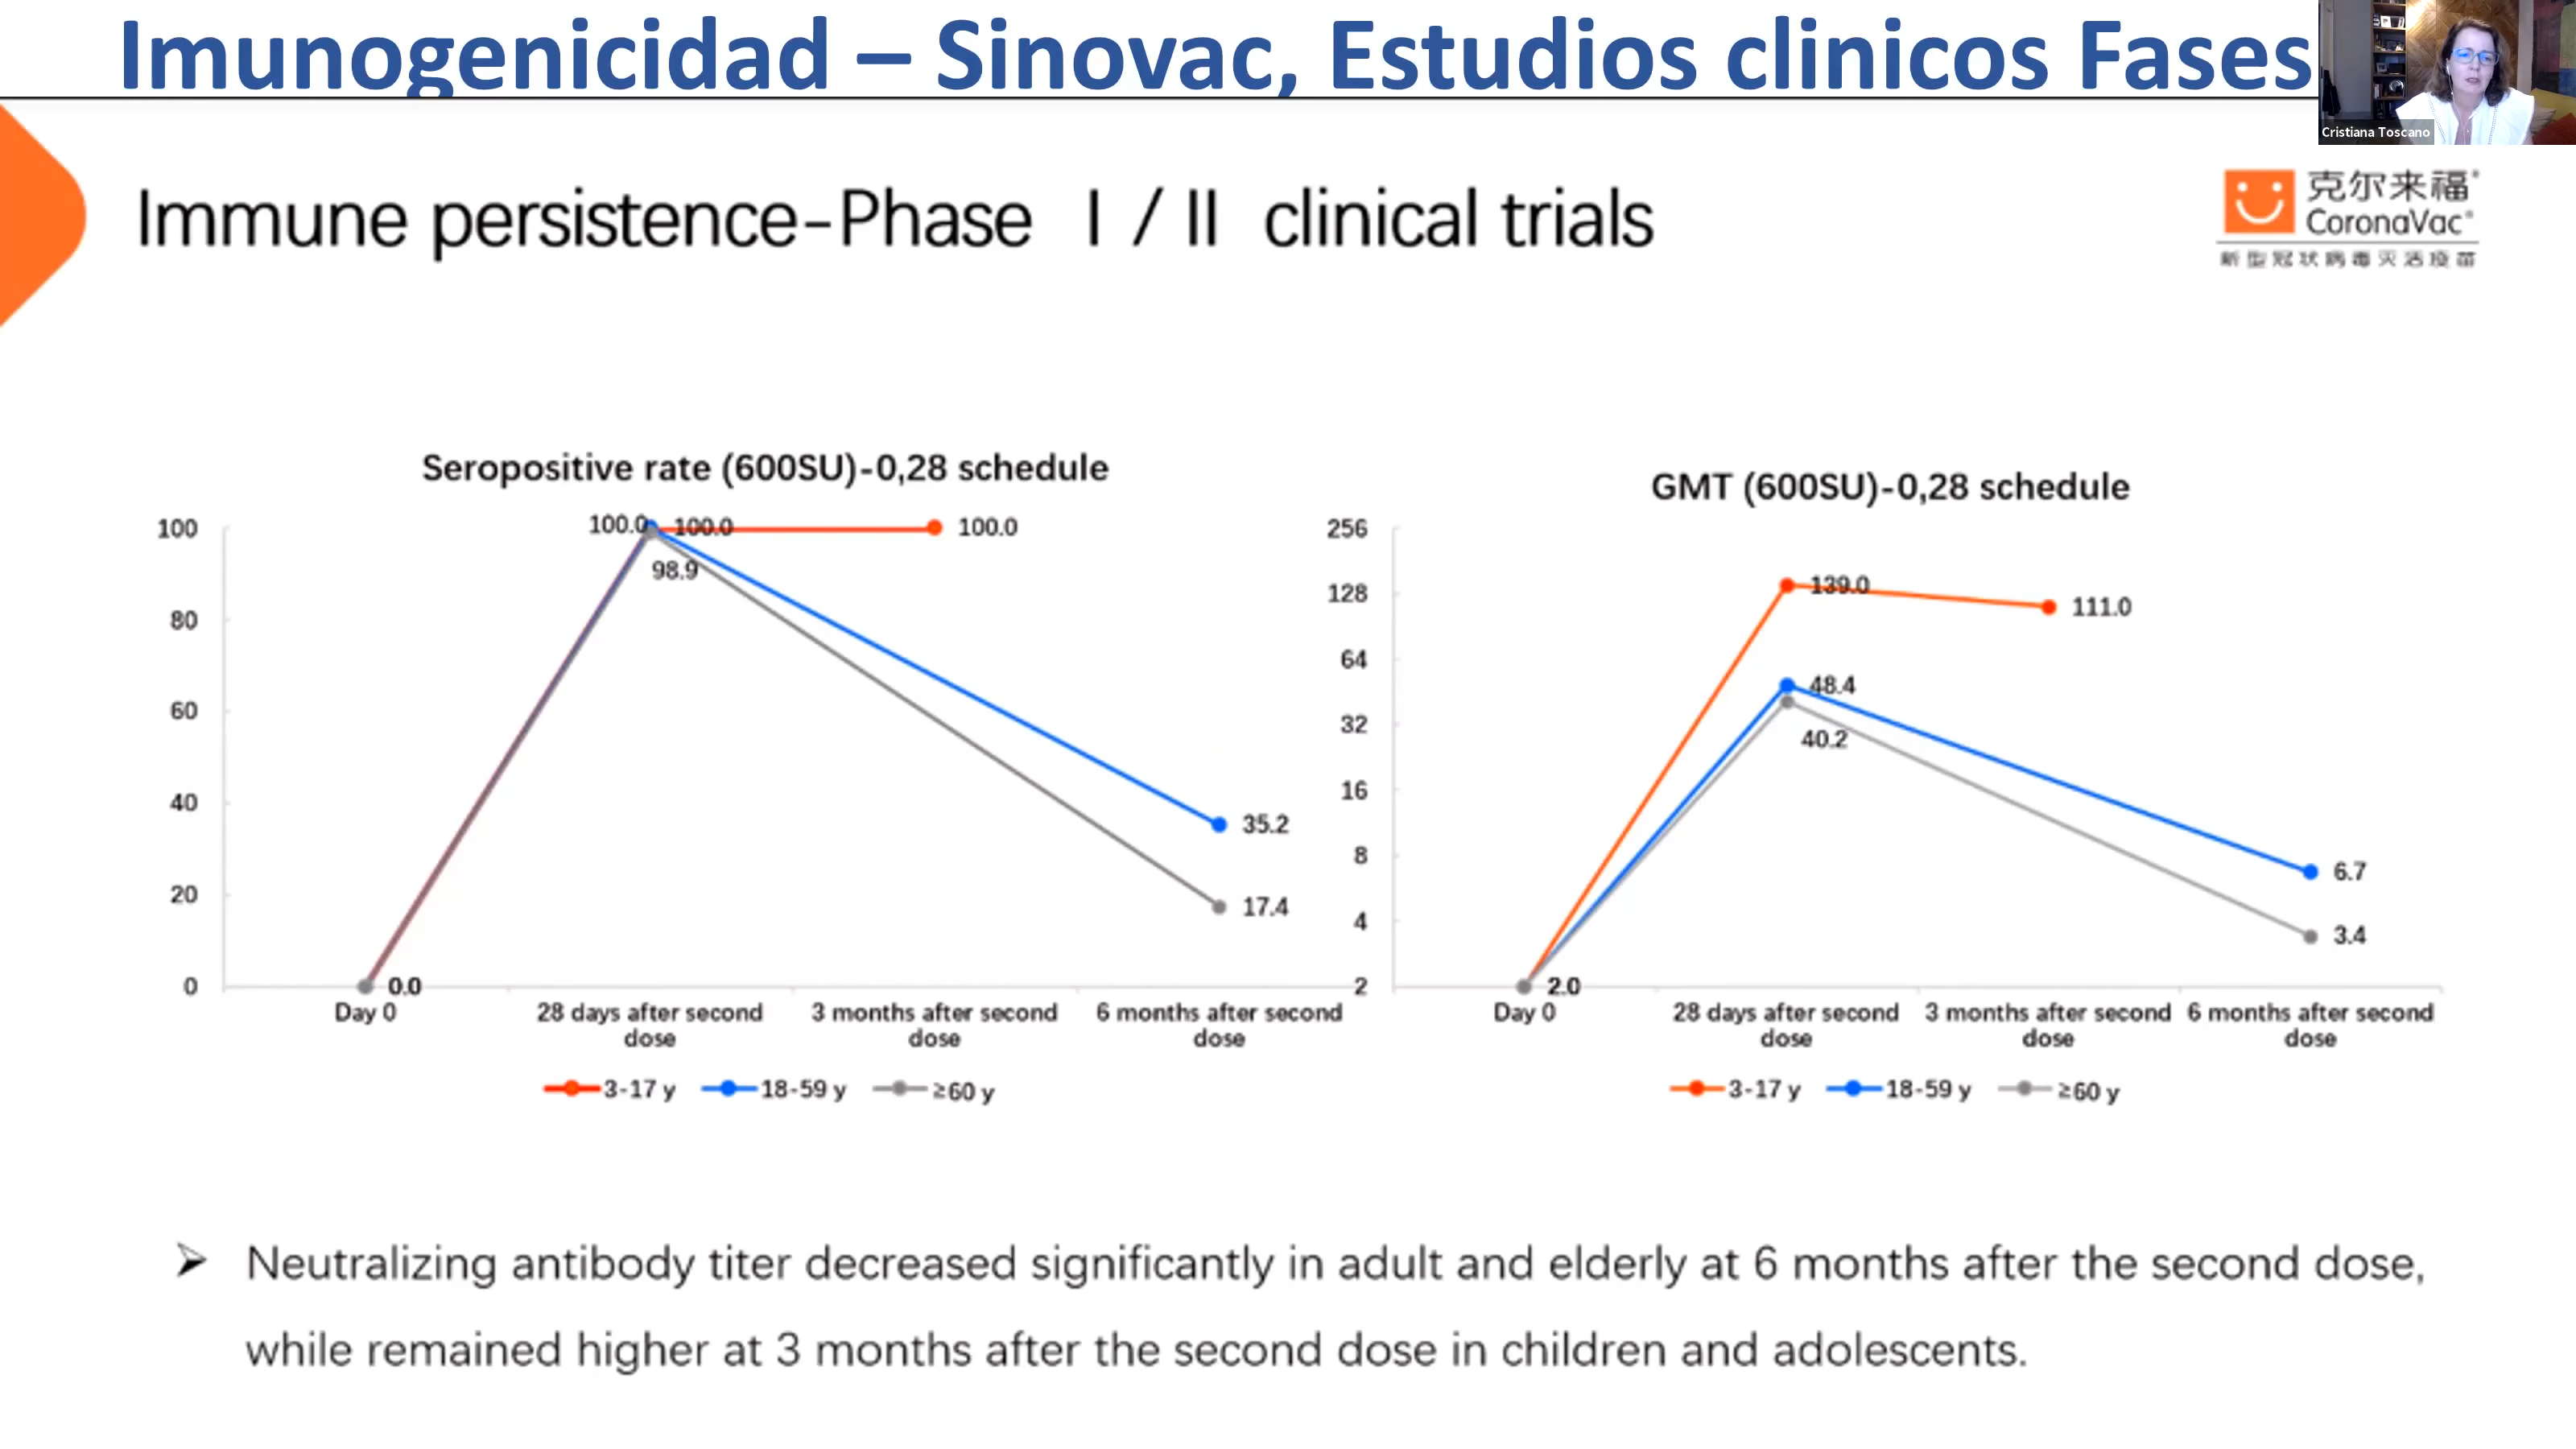 Imunogenicidad – Sinovac, Estudios clinicos Fases
Cristiana Toscano
Immune persistence-Phase I / II clinical trials
克尔来福®
CoronaVac®
新型冠状病毒灭活疫苗
Seropositive rate (600SU)-0,28 schedule
100
80
60
40
20
0
100.0
100.0
100.0
98.9
35.2
17.4
0.0
Day 0
28 days after second
dose
3 months after second
dose
6 months after second
dose
3-17 y
18-59 y
≥60 y
GMT (600SU)-0,28 schedule
256
128
64
32
16
8
4
2
139.0
111.0
48.4
40.2
6.7
3.4
2.0
Day 0
28 days after second
dose
3 months after second
dose
6 months after second
dose
3-17 y
18-59 y
≥60 y
➢ Neutralizing antibody titer decreased significantly in adult and elderly at 6 months after the second dose,
while remained higher at 3 months after the second dose in children and adolescents.